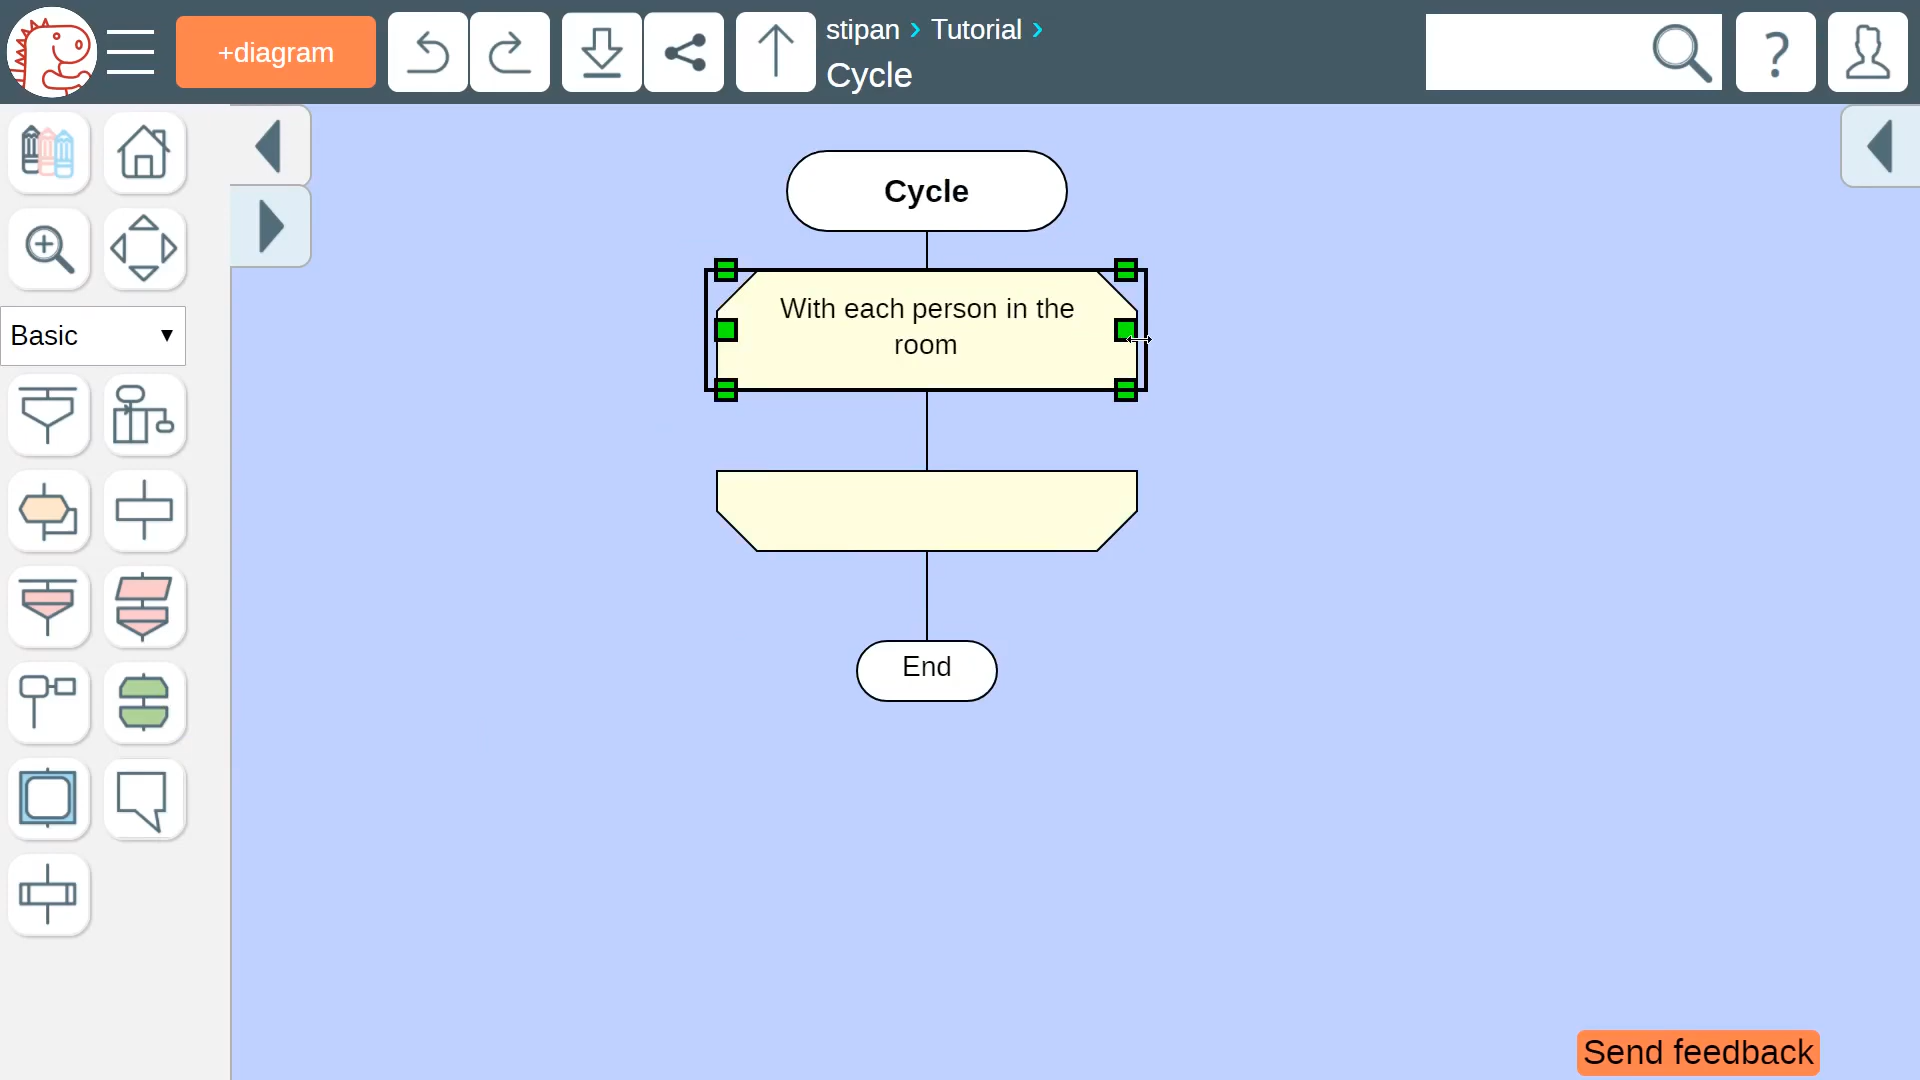 +diagram
stipan › Tutorial ›
Cycle
?
Basic
Cycle
With each person in the
room
End
Send feedback